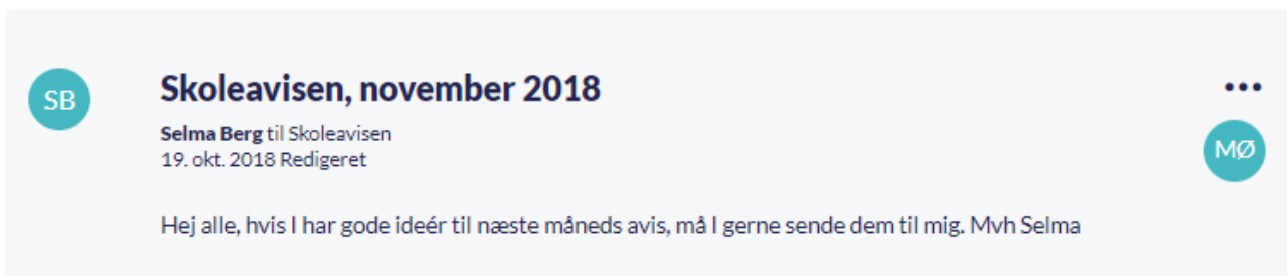 SB
Skoleavisen, november 2018
Selma Berg til Skoleavisen
19. okt. 2018 Redigeret
MØ
Hej alle, hvis I har gode ideér til næste måneds avis, må I gerne sende dem til mig. Mvh Selma